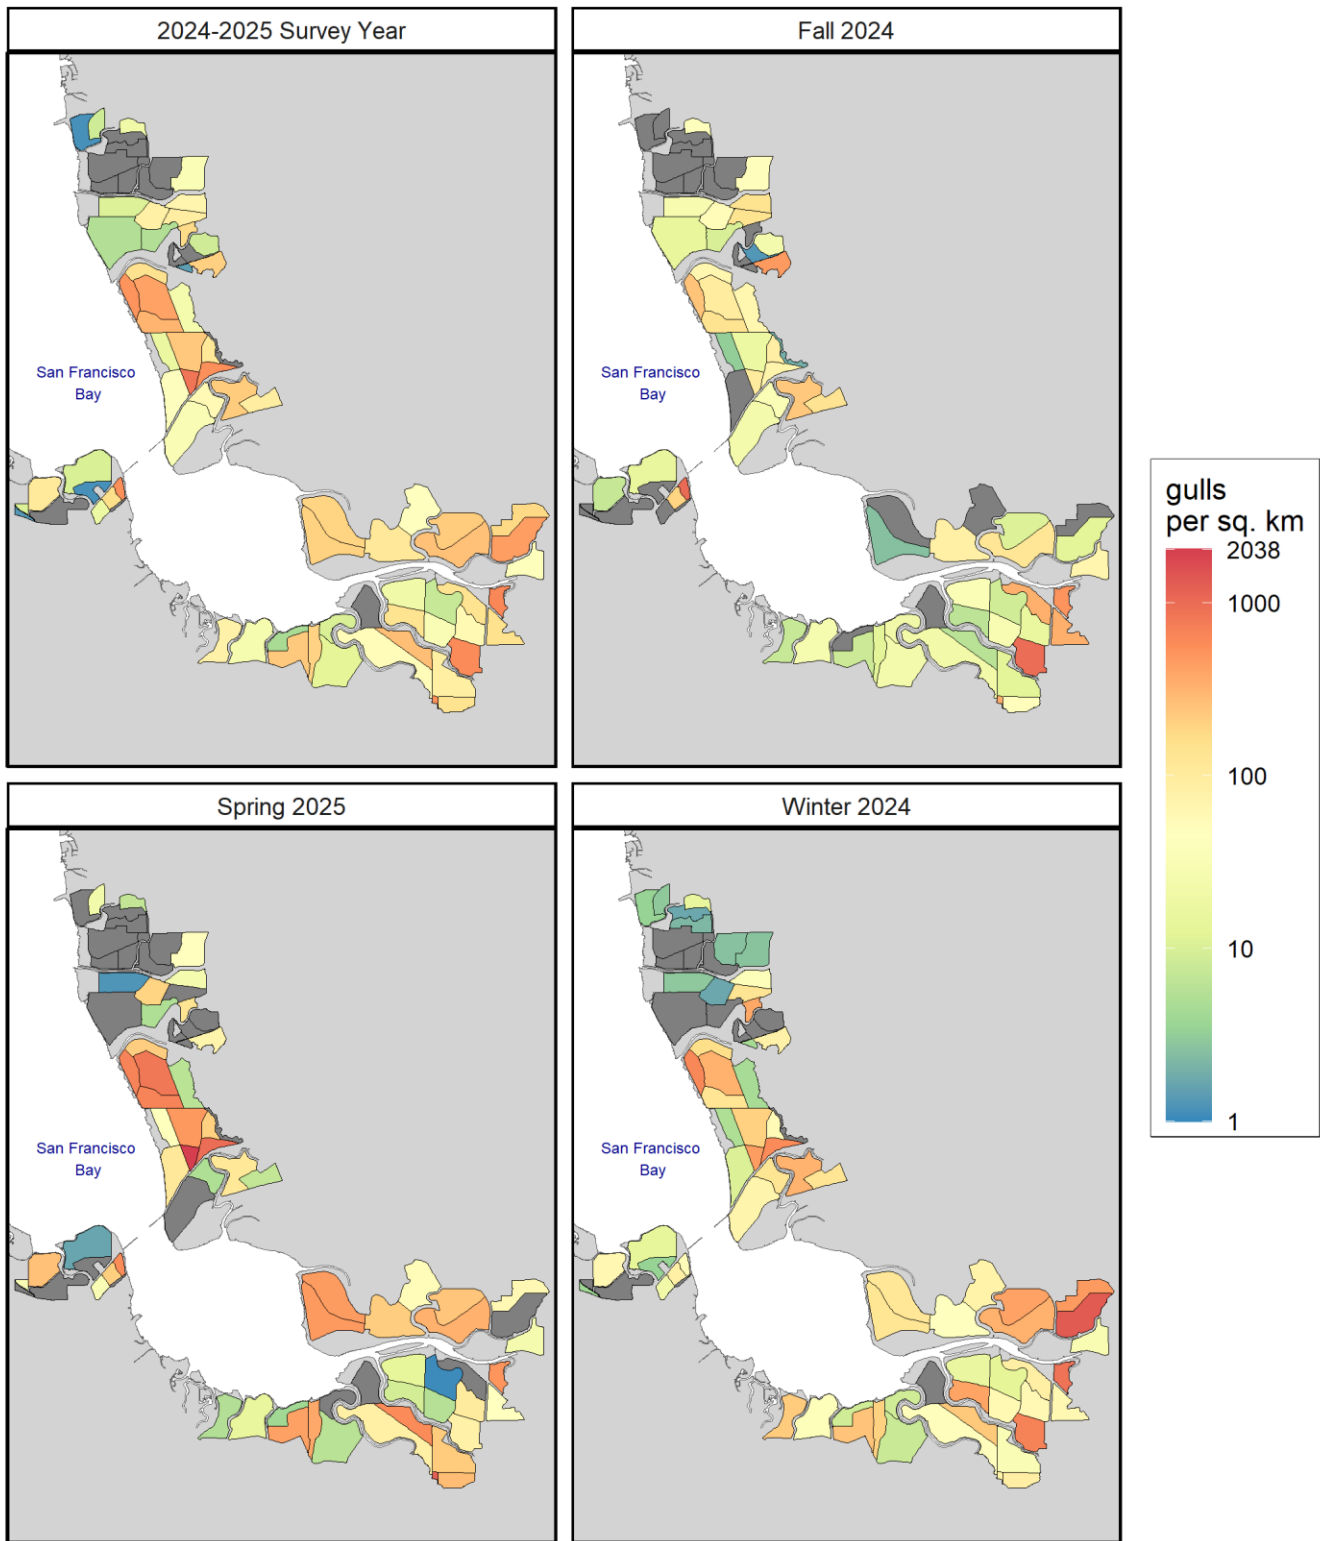 2024-2025 Survey Year
Fall 2024
San Francisco
Bay
San Francisco
Bay
gulls
per sq. km
2038
1000
100
10
1
Spring 2025
Winter 2024
San Francisco
Bay
San Francisco
Bay